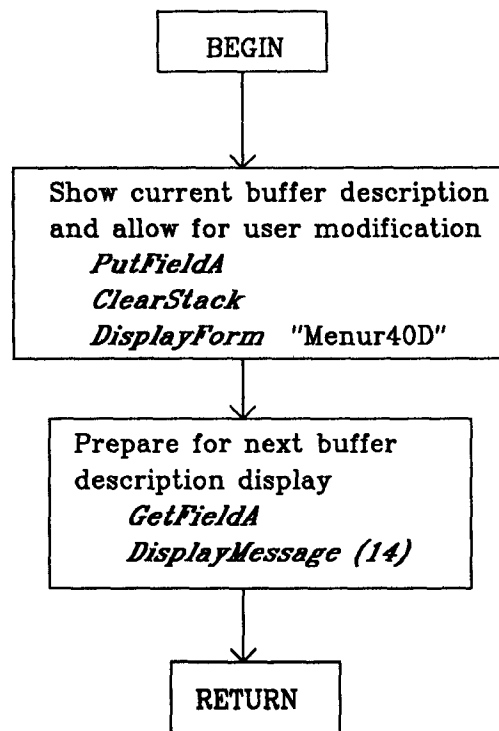 BEGIN
Show current buffer description
and allow for user modification
PutFieldA
ClearStack
DisplayForm "Menur40D"
Prepare for next buffer
description display
GetFieldA
DisplayMessage (14)
RETURN